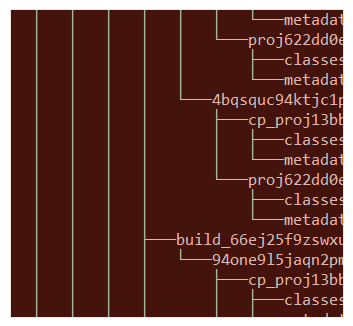 metadat
proj622dd0e
classes
metadat
4bqsquc94ktjc1p
cp_proj13bb
classes
metadat
proj622dd0e
classes
metadat
build_66ej25f9zswxu
94one9l5jaqn2pm
cp_proj13bb
classes